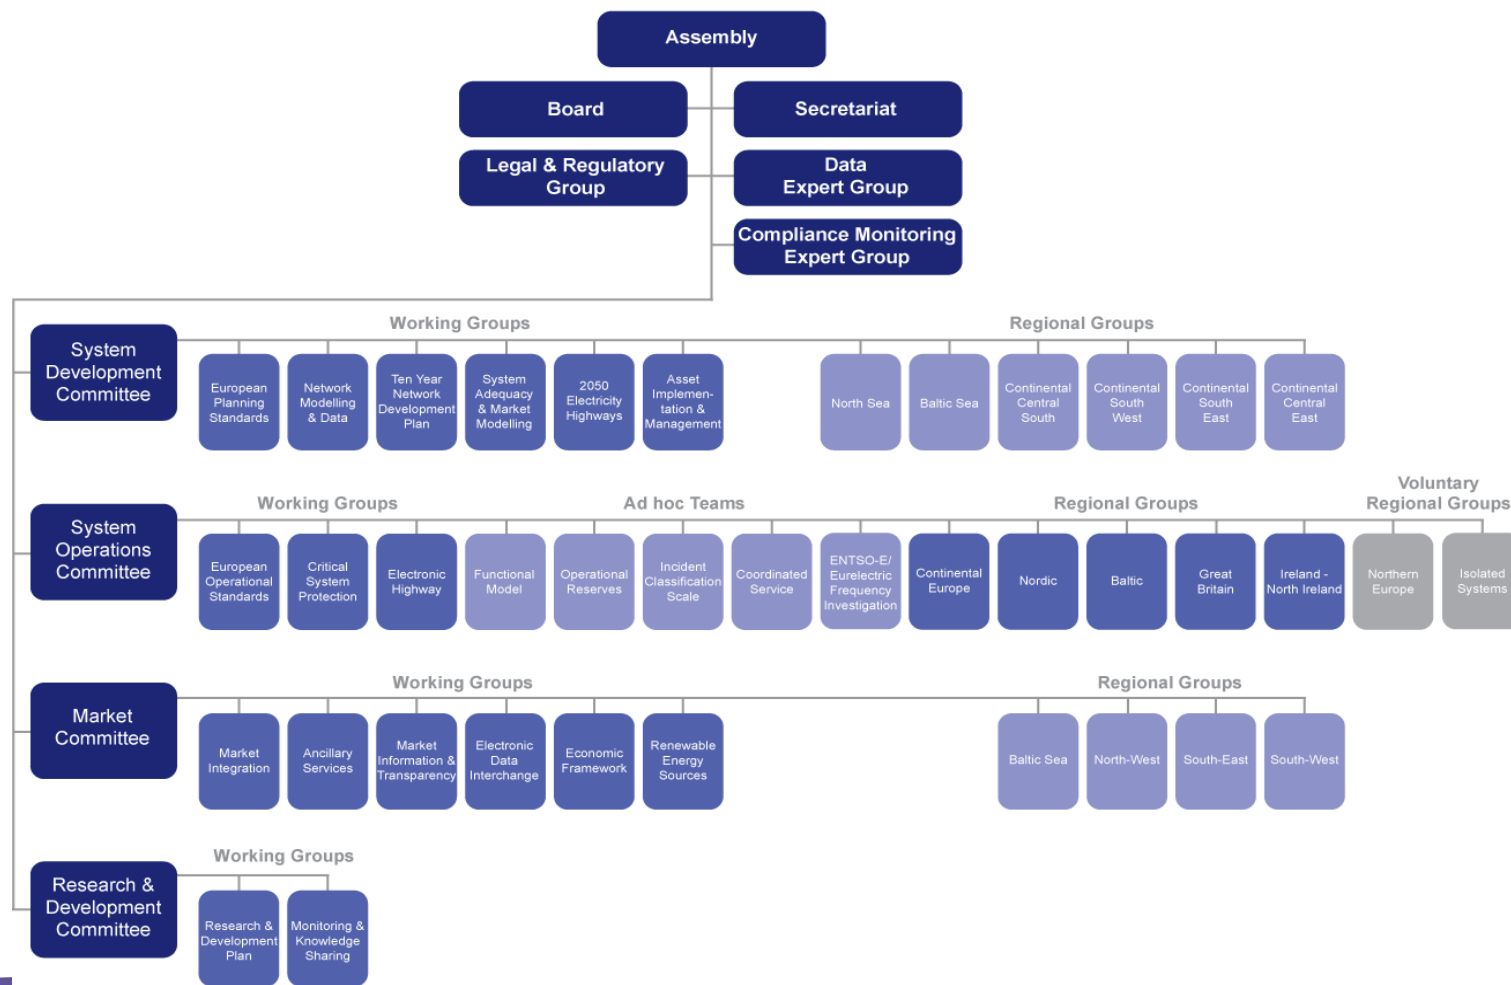 Assembly
Board
Secretariat
Legal & Regulatory
Group
Data
Expert Group
Compliance Monitoring
Expert Group
System
Development
Committee
Working Groups
European
Planning
Standards
Network
Modelling
& Data
Ten Year
Network
Development
Plan
System
Adequacy
& Market
Modelling
2050
Electricity
Highways
Asset
Implemen-
tation &
Management
Regional Groups
North Sea
Baltic Sea
Continental
Central
South
Continental
South
West
Continental
South
East
Continental
Central
East
System
Operations
Committee
Working Groups
European
Operational
Standards
Critical
System
Protection
Electronic
Highway
Ad hoc Teams
Functional
Model
Operational
Reserves
Incident
Classification
Scale
Coordinated
Service
ENTSO-E/
Eurelectric
Frequency
Investigation
Regional Groups
Continental
Europe
Nordic
Baltic
Great
Britain
Ireland -
North Ireland
Voluntary
Regional Groups
Northern
Europe
Isolated
Systems
Market
Committee
Working Groups
Market
Integration
Ancillary
Services
Market
Information &
Transparency
Electronic
Data
Interchange
Economic
Framework
Renewable
Energy
Sources
Regional Groups
Baltic Sea
North-West
South-East
South-West
Research &
Development
Committee
Working Groups
Research &
Development
Plan
Monitoring &
Knowledge
Sharing